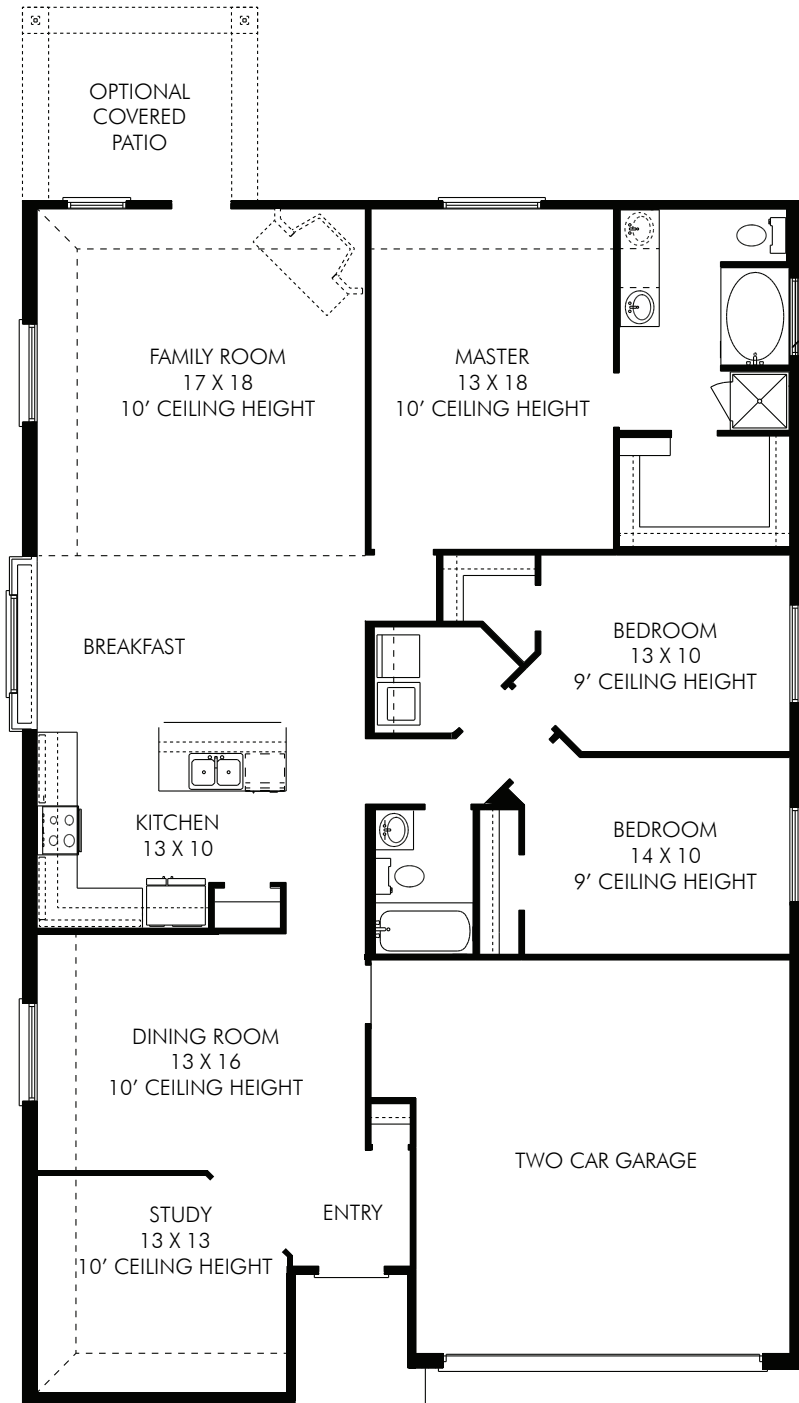 OPTIONAL
COVERED
PATIO
FAMILY ROOM
17 X 18
10’ CEILING HEIGHT
MASTER
13 X 18
10’ CEILING HEIGHT
BREAKFAST
BEDROOM
13 X 10
9’ CEILING HEIGHT
KITCHEN
13 X 10
BEDROOM
14 X 10
9’ CEILING HEIGHT
DINING ROOM
13 X 16
10’ CEILING HEIGHT
TWO CAR GARAGE
STUDY
13 X 13
10’ CEILING HEIGHT
ENTRY